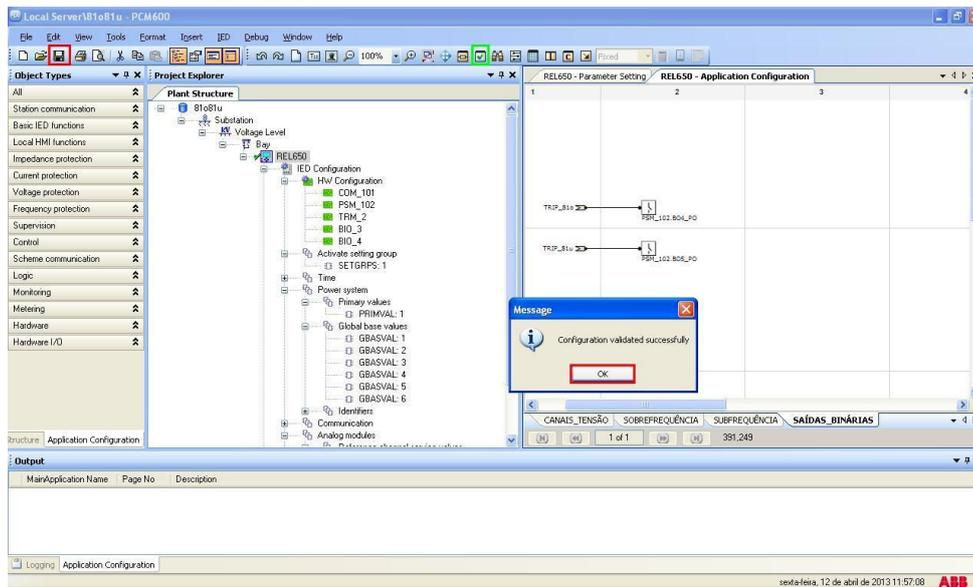 Local Server\81o81u - PCM600
File Edit View Tools Format Insert IED Debug Window Help
100%
Fixed
Object Types
All
Station communication
Basic IED functions
Local HMI functions
Impedance protection
Current protection
Voltage protection
Frequency protection
Supervision
Control
Scheme communication
Logic
Monitoring
Metering
Hardware
Hardware I/O
Application Configuration
Project Explorer
Plant Structure
81o81u
Substation
Voltage Level
Bay
REL650
IED Configuration
HW Configuration
COM_101
PSM_102
TRM_2
BIO_3
BIO_4
Activate setting group
SETGRPS: 1
Time
Power system
Primary values
PRIMVAL: 1
Global base values
GBASVAL: 1
GBASVAL: 2
GBASVAL: 3
GBASVAL: 4
GBASVAL: 5
GBASVAL: 6
Identifiers
Communication
Analog modules
REL650 - Parameter Setting REL650 - Application Configuration
1 2 3 4
TRIP_81o
PSM_102.BO4_PO
TRIP_81u
PSM_102.BO5_PO
Message
Configuration validated successfully
OK
CANAIS_TENSÃO SOBREFREQUÊNCIA SUBFREQUÊNCIA SAÍDAS_BINÁRIAS
1 of 1 391,249
Output
MainApplication Name Page No Description
Logging Application Configuration
sexta-feira, 12 de abril de 2013 11:57:08 ABB